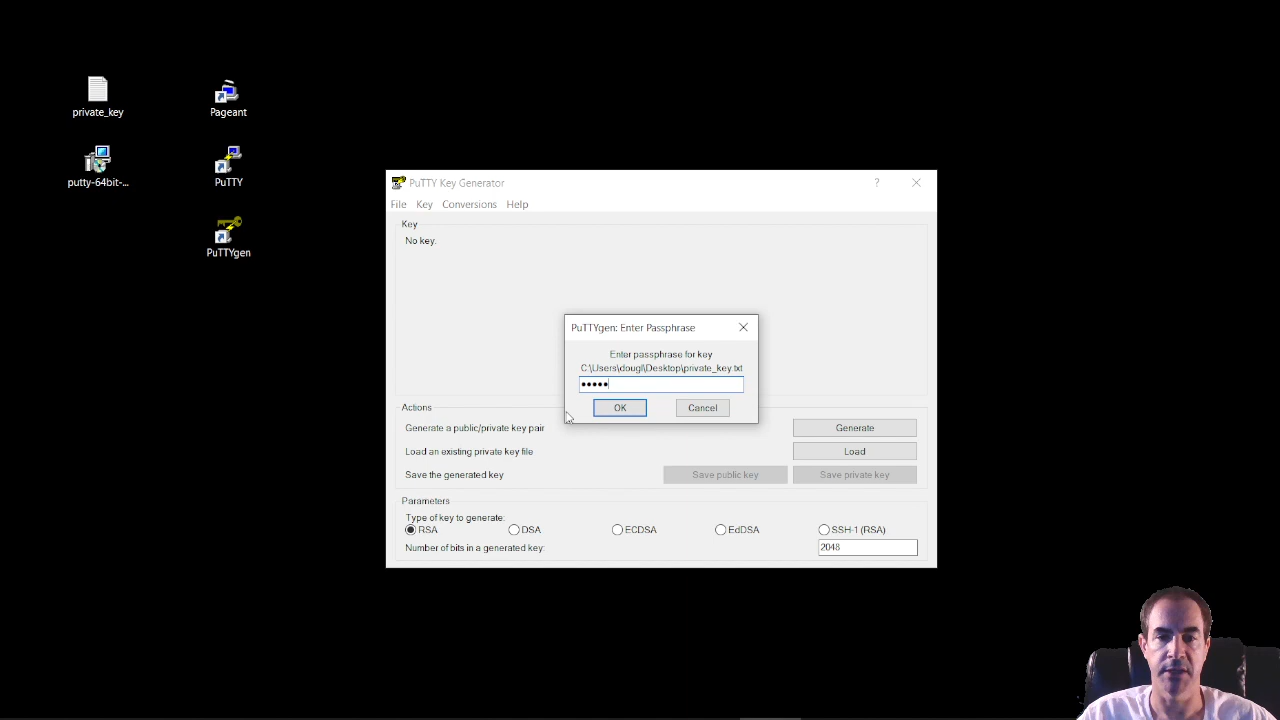 private_key
Pageant
putty-64bit-...
PuTTY
PuTTYgen
PuTTY Key Generator
?
File Key Conversions Help
Key
No key.
PuTTYgen: Enter Passphrase
Enter passphrase for key
C:\Users\dougl\Desktop\private_key.txt
•••••
OK Cancel
Actions
Generate a public/private key pair
Generate
Load an existing private key file
Load
Save the generated key
Save public key
Save private key
Parameters
Type of key to generate:
RSA DSA ECDSA EdDSA SSH-1 (RSA)
Number of bits in a generated key:
2048